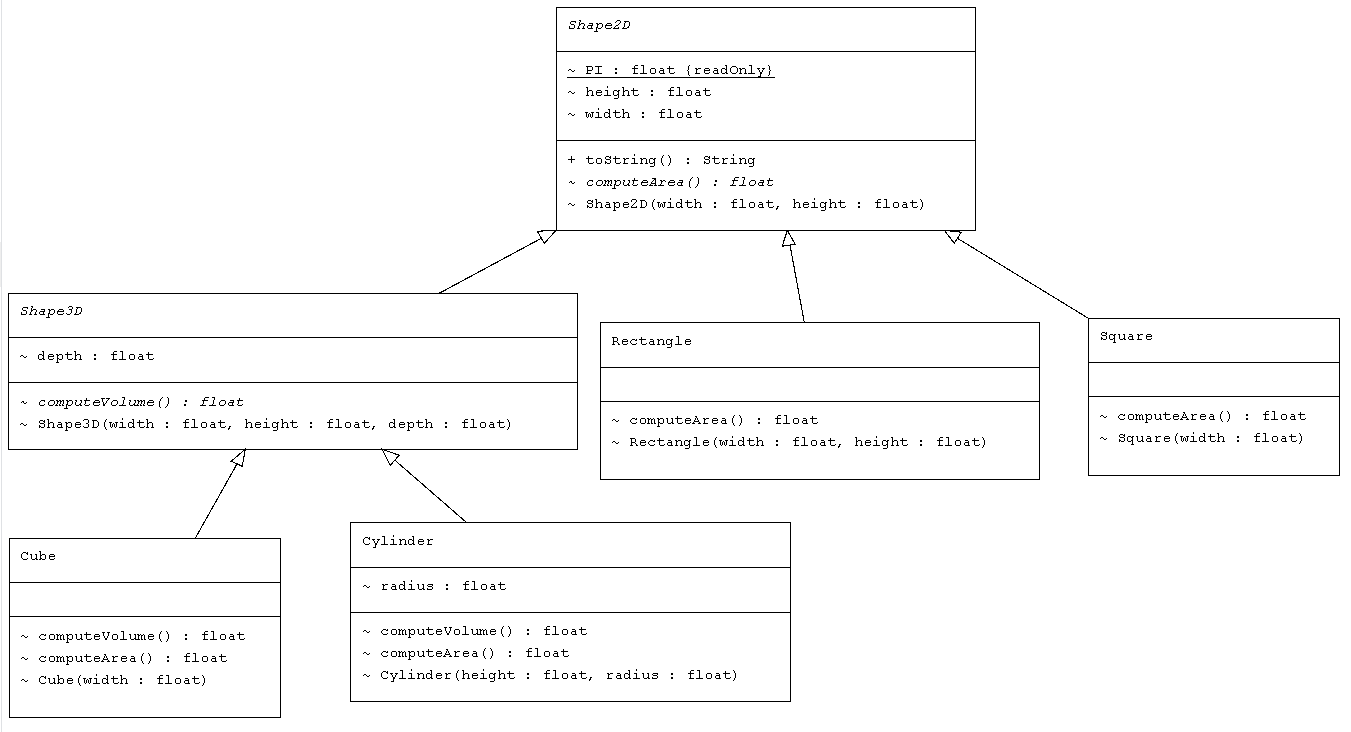 Shape2D
~ PI : float {readOnly}
~ height : float
~ width : float
+ toString() : String
~ computeArea() : float
~ Shape2D(width : float, height : float)
Shape3D
~ depth : float
~ computeVolume() : float
~ Shape3D(width : float, height : float, depth : float)
Rectangle
~ computeArea() : float
~ Rectangle(width : float, height : float)
Square
~ computeArea() : float
~ Square(width : float)
Cube
~ computeVolume() : float
~ computeArea() : float
~ Cube(width : float)
Cylinder
~ radius : float
~ computeVolume() : float
~ computeArea() : float
~ Cylinder(height : float, radius : float)